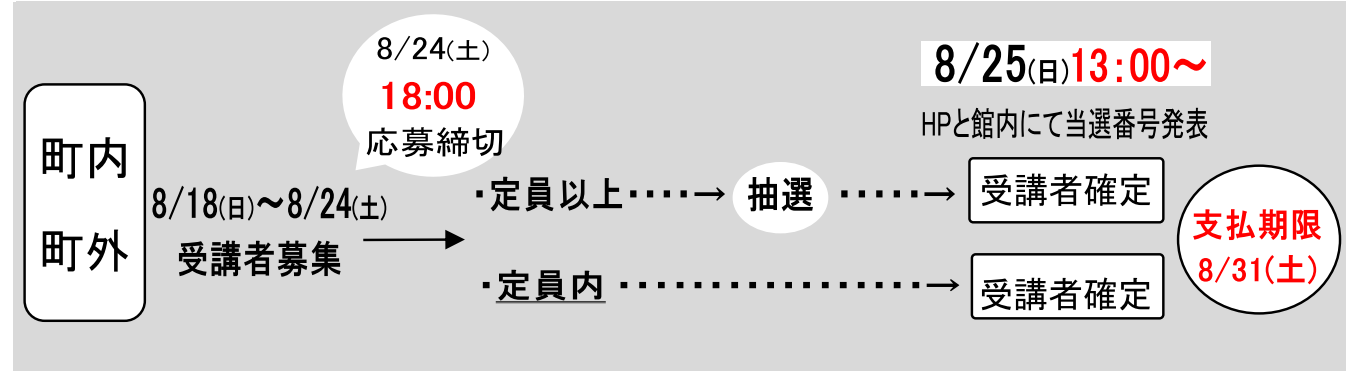 町内
町外
8/18(日)～8/24(土)
受講者募集
8/24(土)
18:00
応募締切
・定員以上・・・・→
抽選
・・・・・→
8/25(日)13:00～
HPと館内にて当選番号発表
受講者確定
・定員内・・・・・・・・・・・・・・・・・→
受講者確定
支払期限
8/31(土)